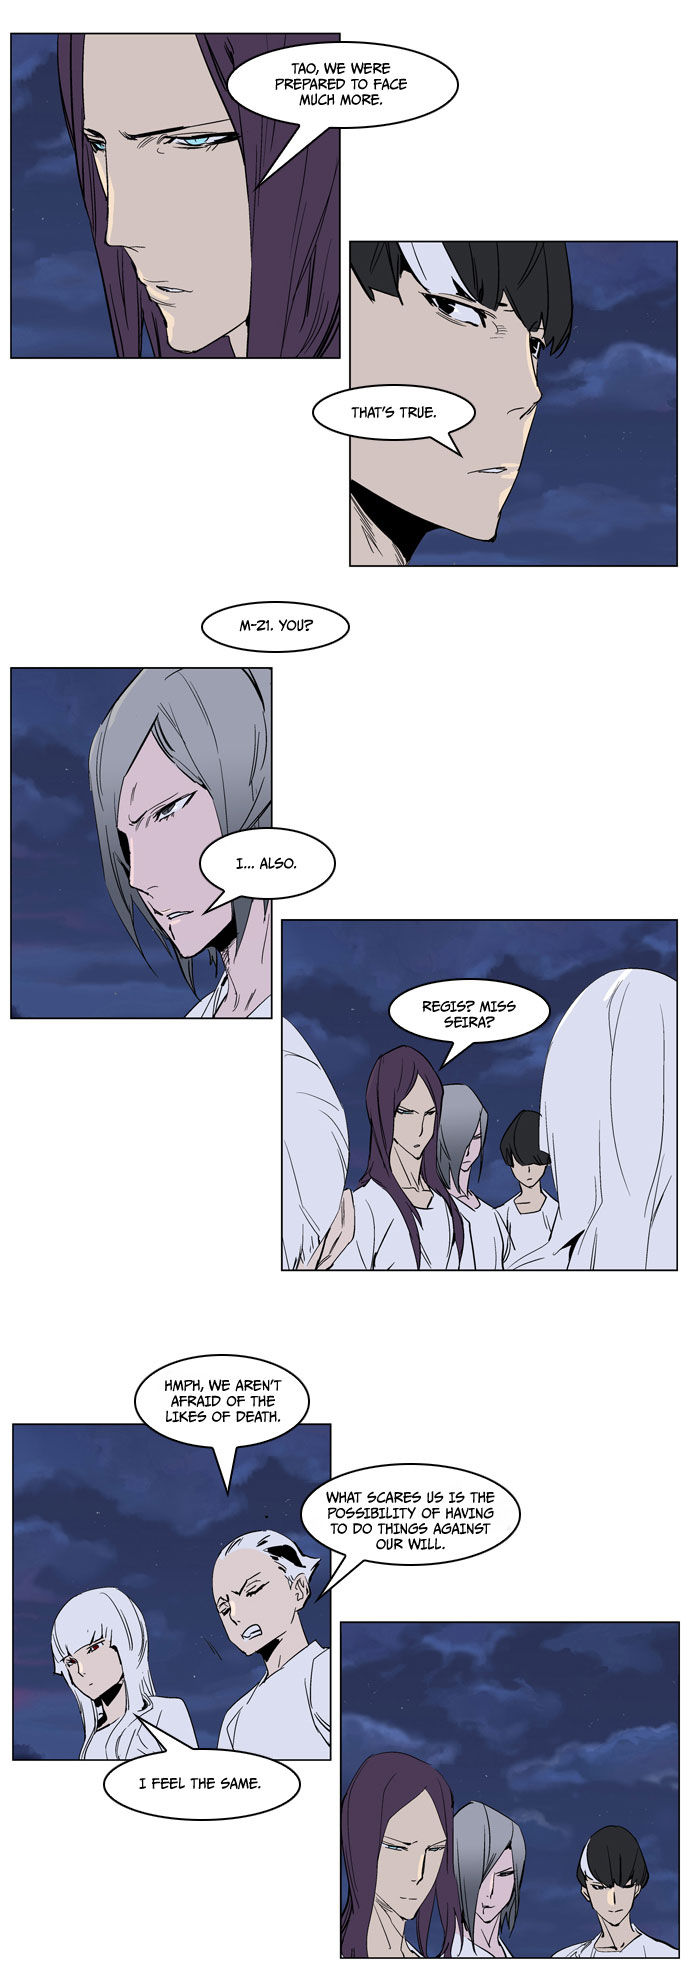 TAO, WE WERE
PREPARED TO FACE
MUCH MORE.
THAT'S TRUE.
M-21. YOU?
I... ALSO.
REGIS? MISS
SEIRA?
HMPH, WE AREN'T
AFRAID OF THE
LIKES OF DEATH.
WHAT SCARES US IS THE
POSSIBILITY OF HAVING
TO DO THINGS AGAINST
OUR WILL.
I FEEL THE SAME.